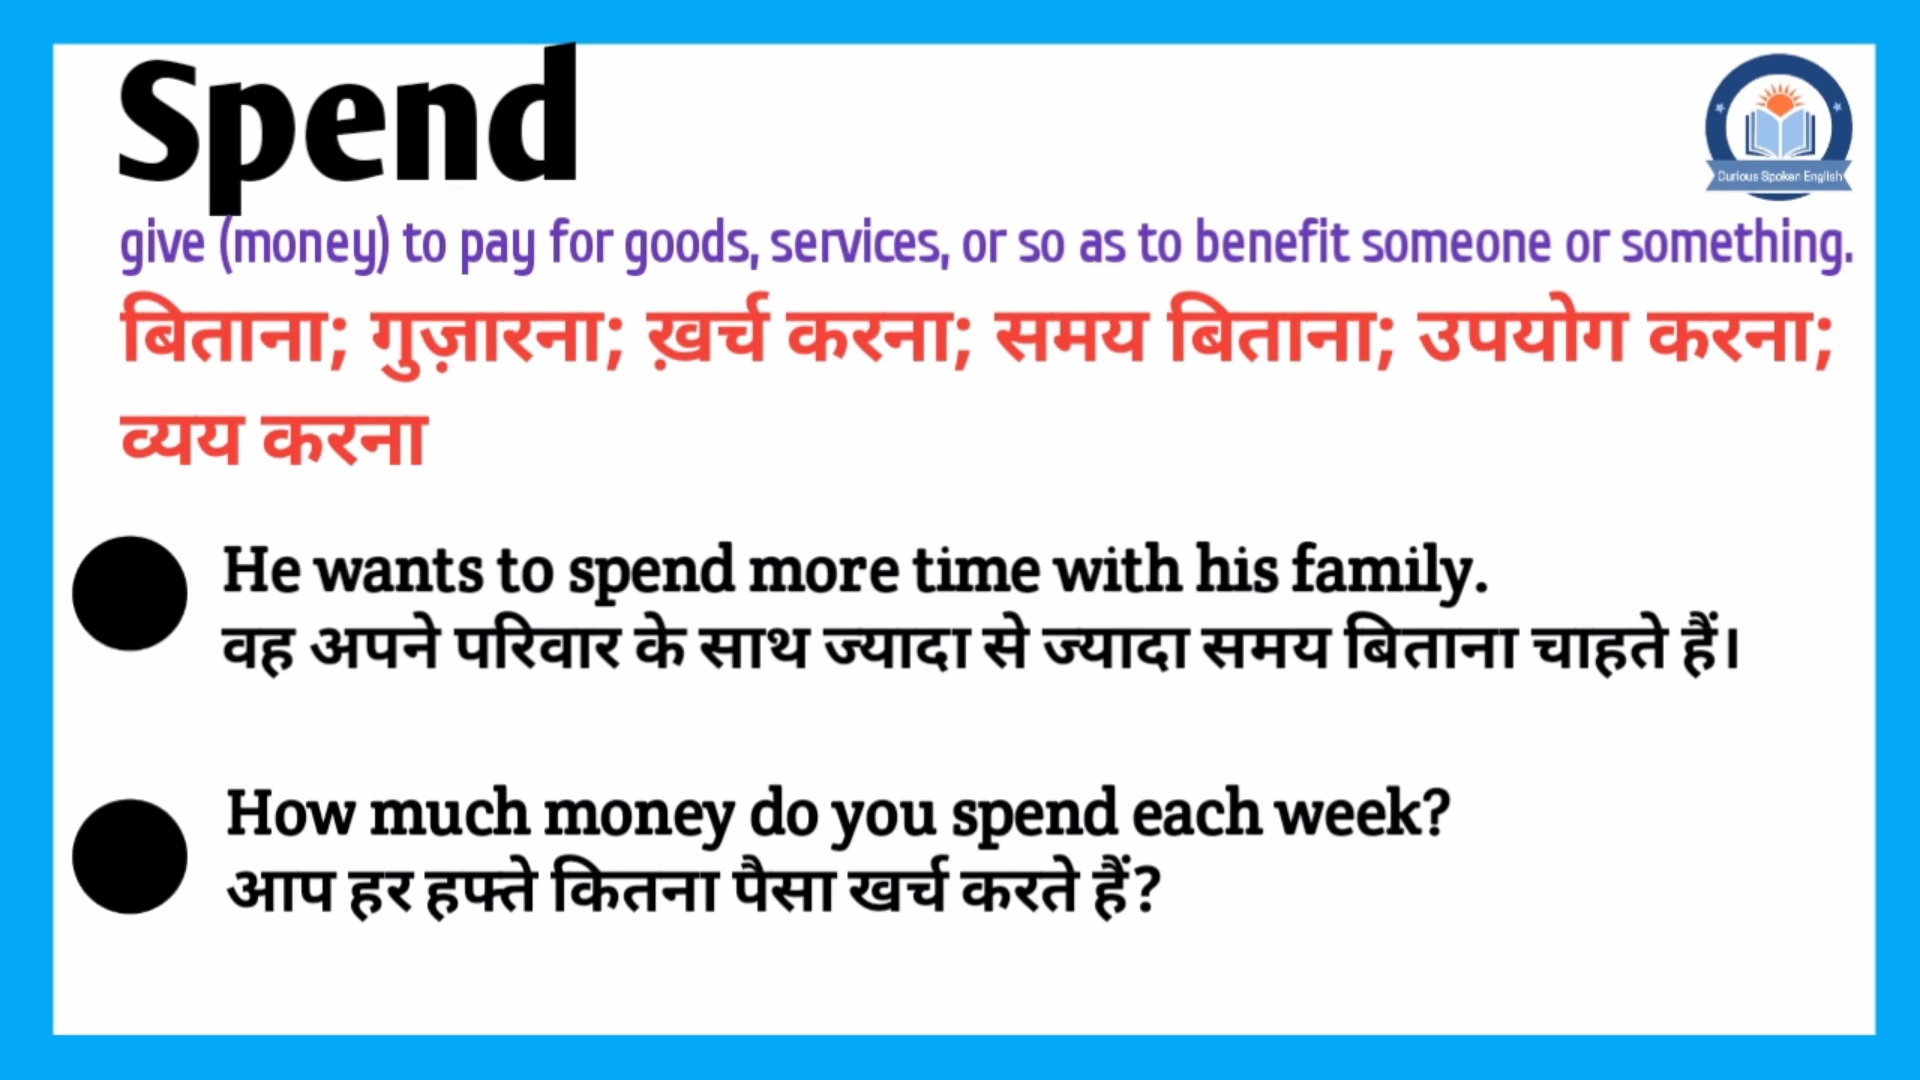 Spend
Curious Spoken English
give (money) to pay for goods, services, or so as to benefit someone or something.
बिताना; गुज़ारना; ख़र्च करना; समय बिताना; उपयोग करना;
व्यय करना
He wants to spend more time with his family.
वह अपने परिवार के साथ ज्यादा से ज्यादा समय बिताना चाहते हैं।
How much money do you spend each week?
आप हर हफ्ते कितना पैसा खर्च करते हैं?